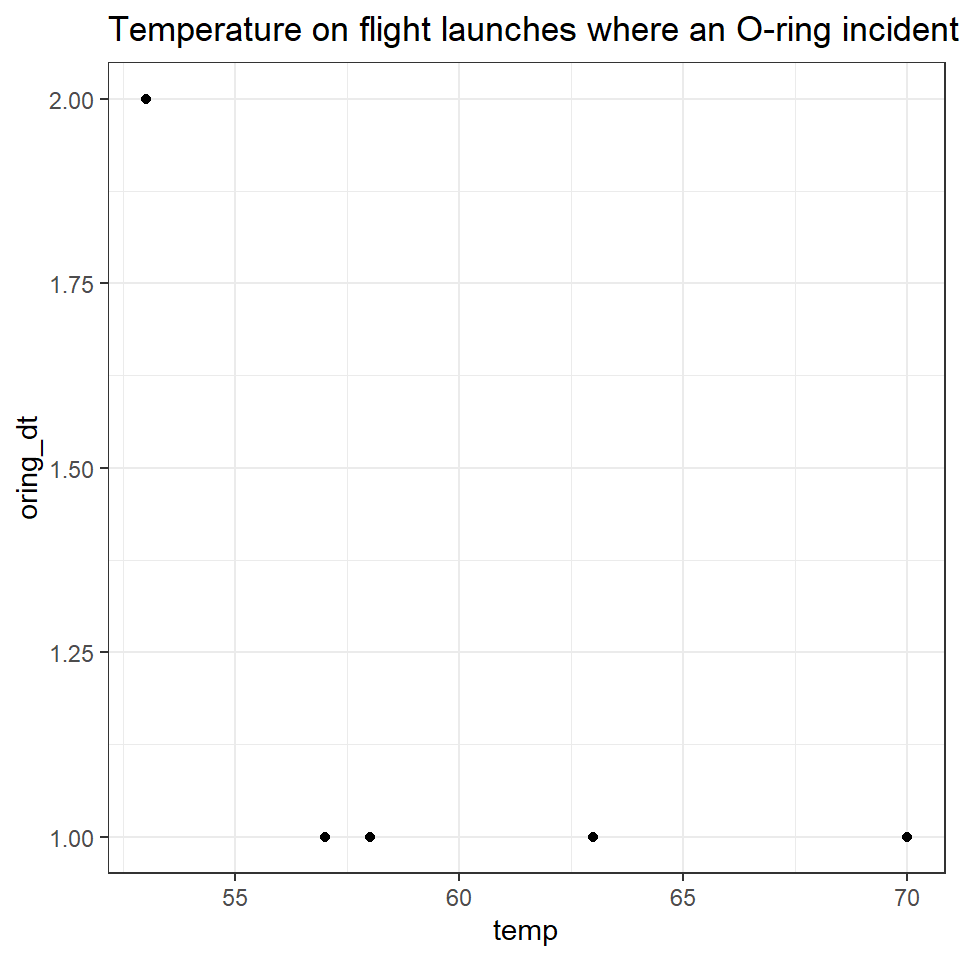 Temperature on flight launches where an O-ring incident
2.00
1.75
1.50
1.25
1.00
oring_dt
55 60 65 70
temp